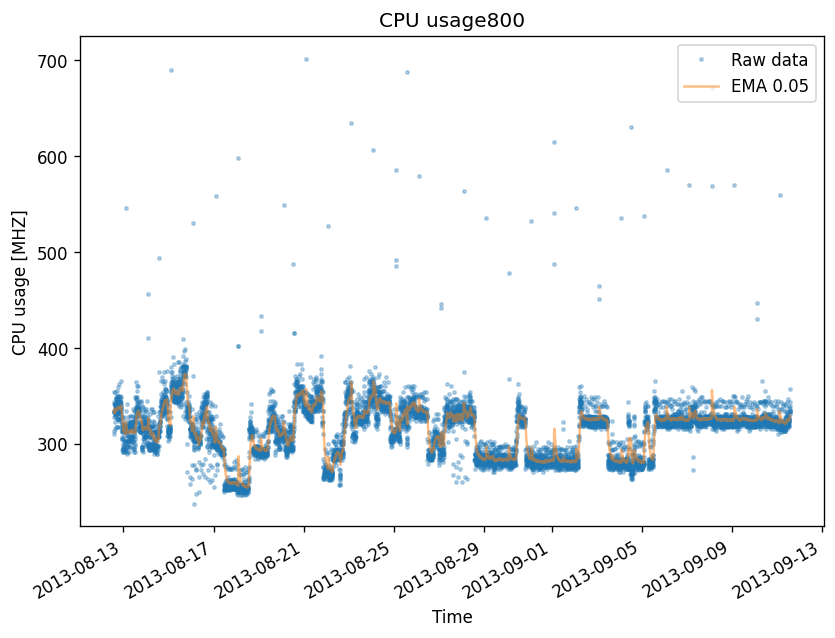 CPU usage800
Raw data
EMA 0.05
CPU usage [MHZ]
700
600
500
400
300
2013-08-13
2013-08-17
2013-08-21
2013-08-25
2013-08-29
2013-09-01
2013-09-05
2013-09-09
2013-09-13
Time